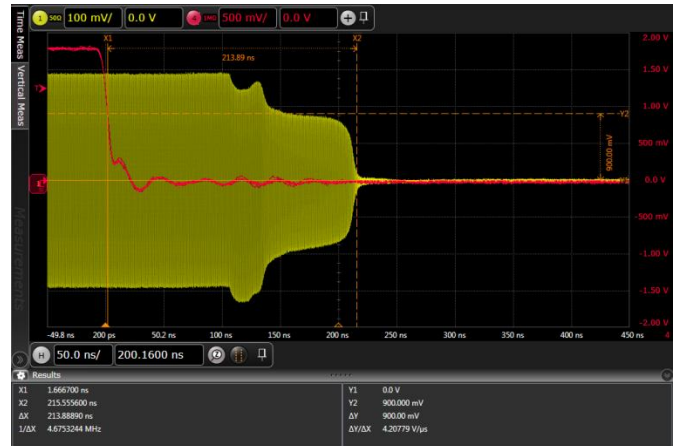 1 50Ω 100 mV/ 0.0 V 4 1MΩ 500 mV/ 0.0 V
Time Meas
Vertical Meas
Measurements
X1
X2
213.89 ns
2.00 V
1.50 V
1.00 V
Y2
500 mV
900.00 mV
0.0 V
-500 mV
-1.00 V
-1.50 V
-2.00 V
T
-49.8 ns 200 ps 50.2 ns 100 ns 150 ns 200 ns 250 ns 300 ns 350 ns 400 ns 450 ns -4
H 50.0 ns/ 200.1600 ns
Results
X1 1.666700 ns
X2 215.555600 ns
ΔX 213.88890 ns
1/ΔX 4.6753244 MHz
Y1 0.0 V
Y2 900.000 mV
ΔY 900.00 mV
ΔY/ΔX 4.20779 V/µs